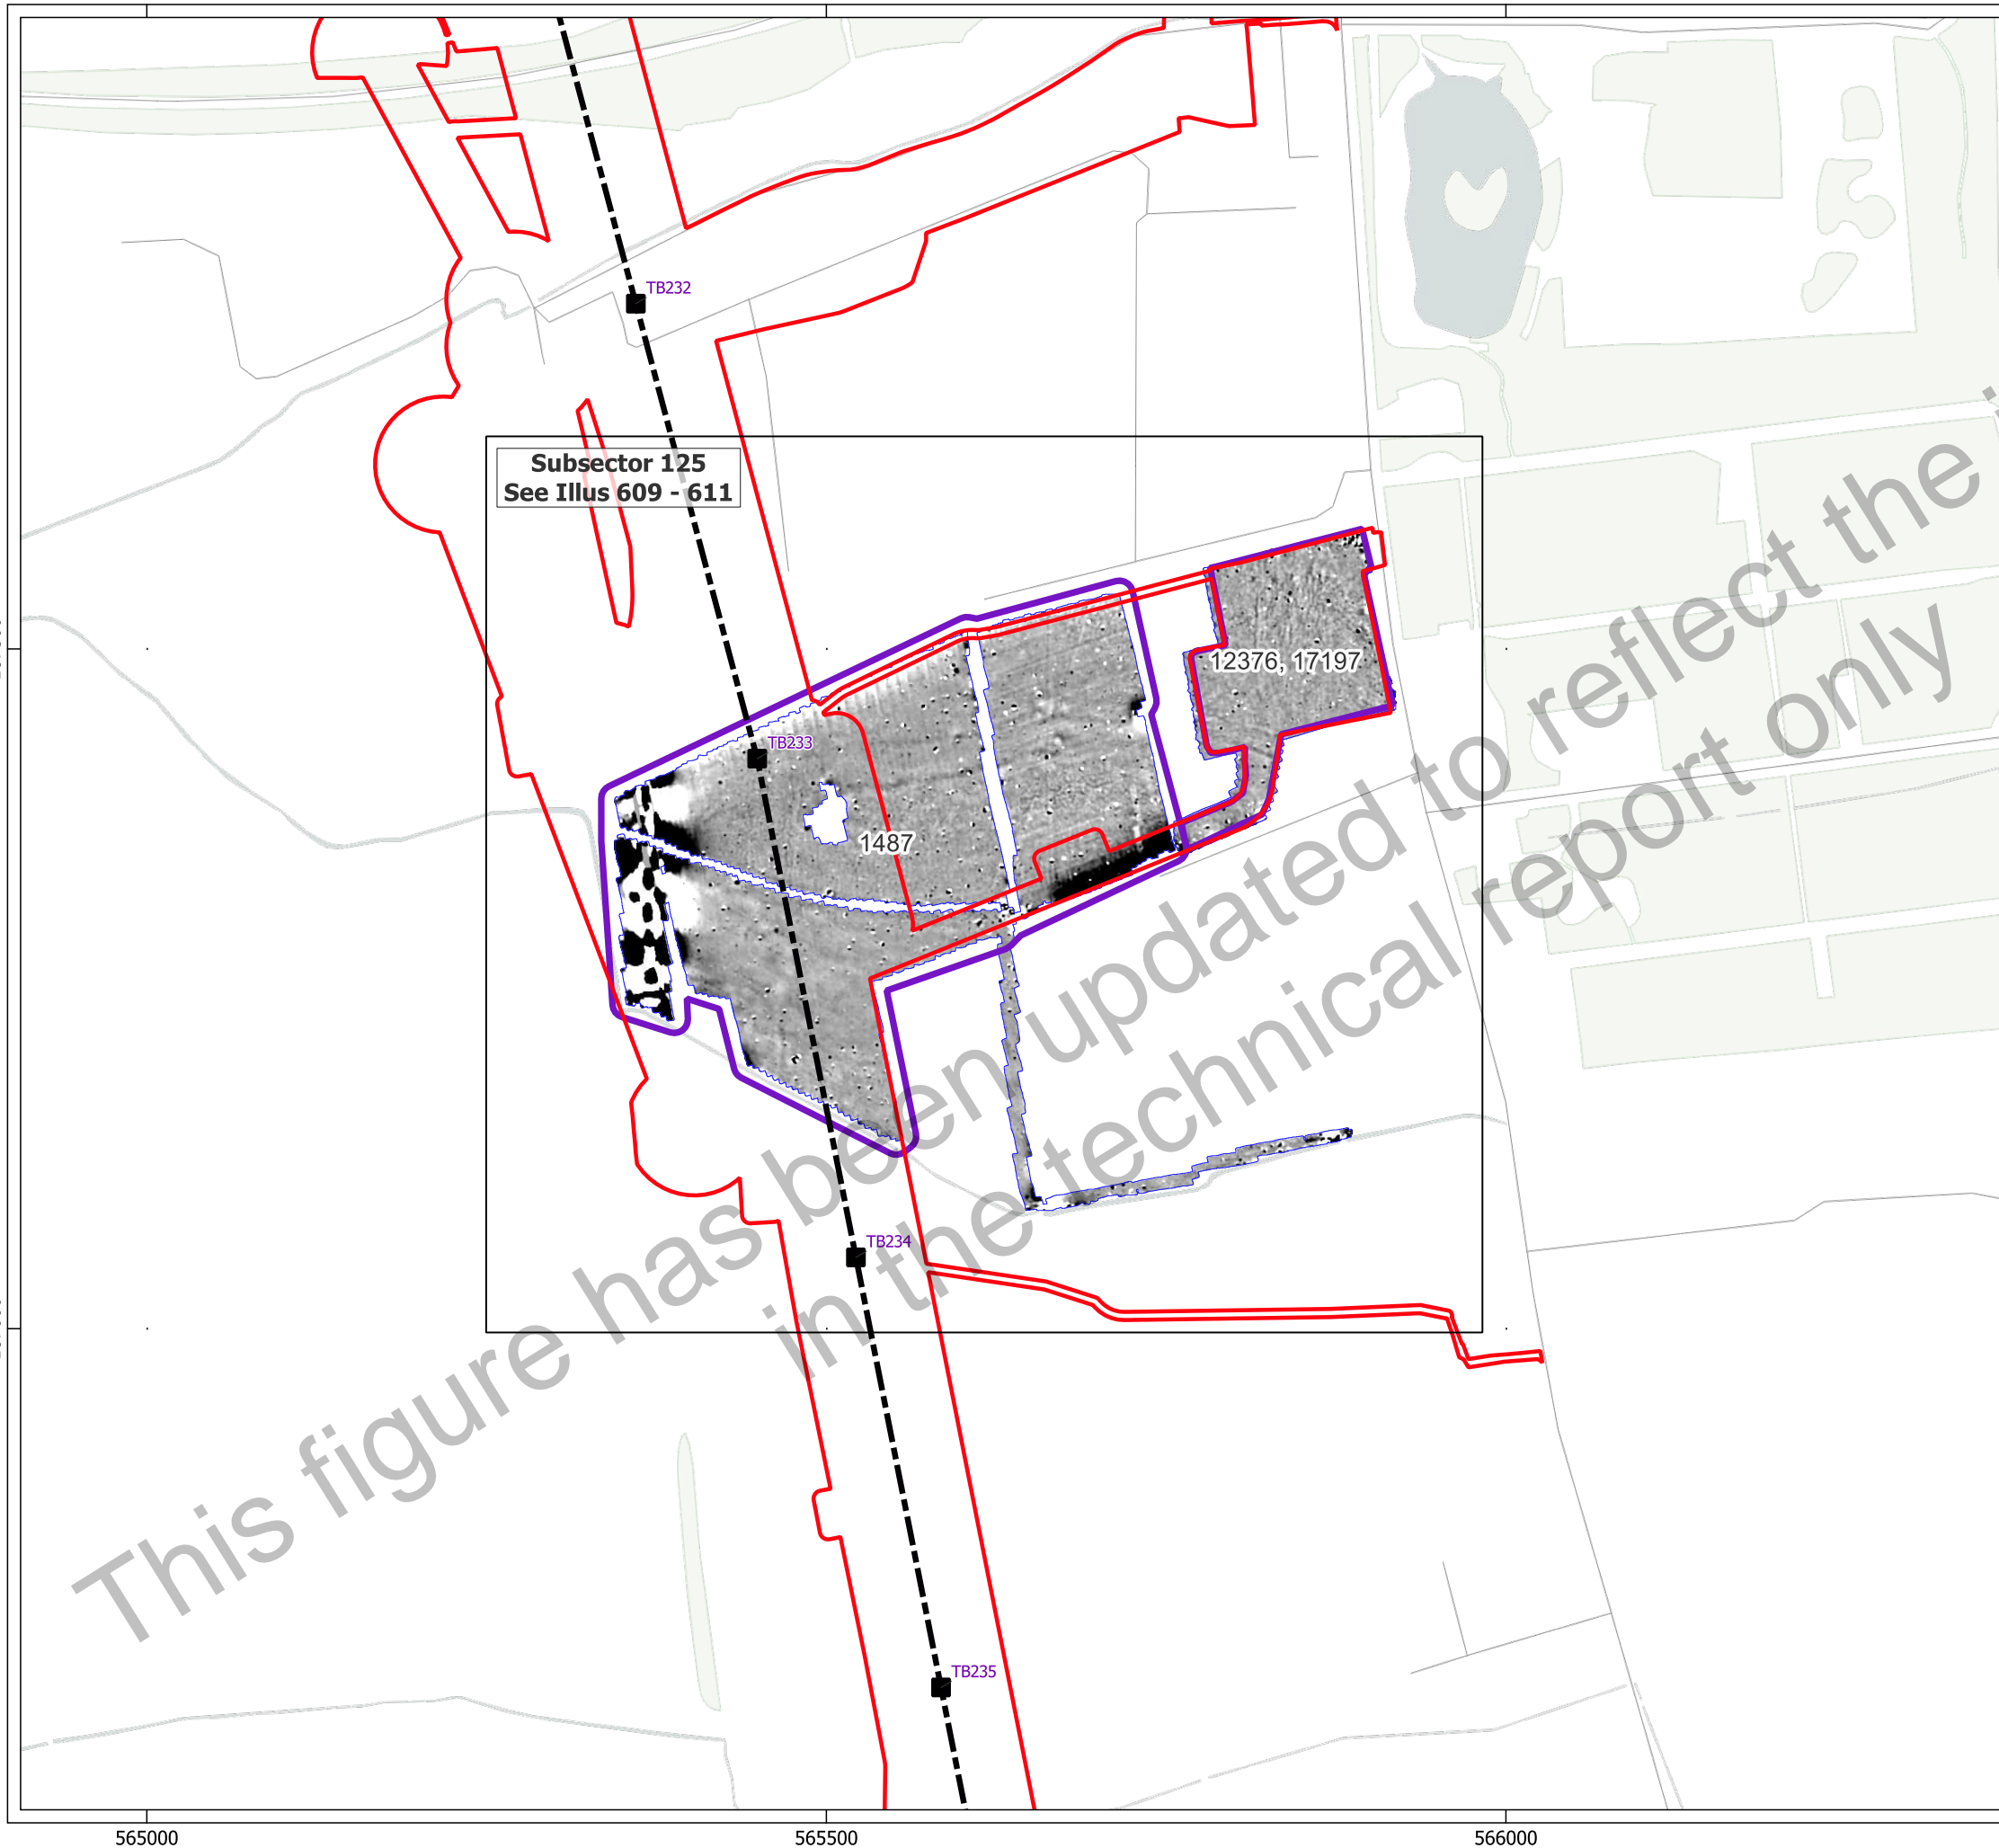 TB232
Subsector 125
See Illus 609 - 611
12376, 17197
TB233
1487
This figure has been updated to reflect the
in the technical report only
TB234
TB235
565000
565500
566000